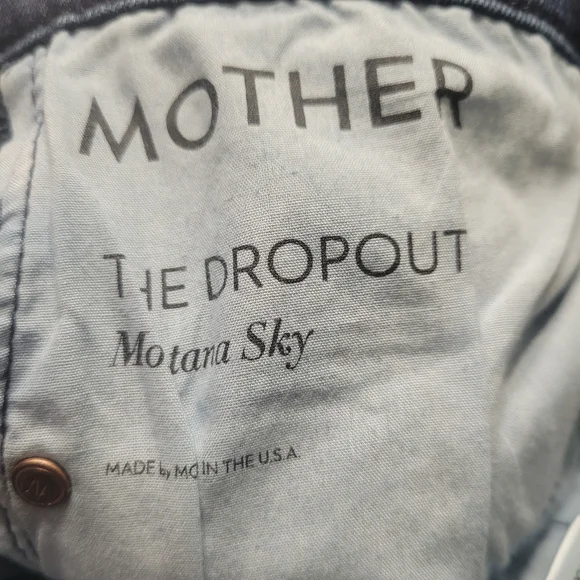 MOTHER
THE DROPOUT
Motana Sky
MADE by MO IN THE U.S.A.